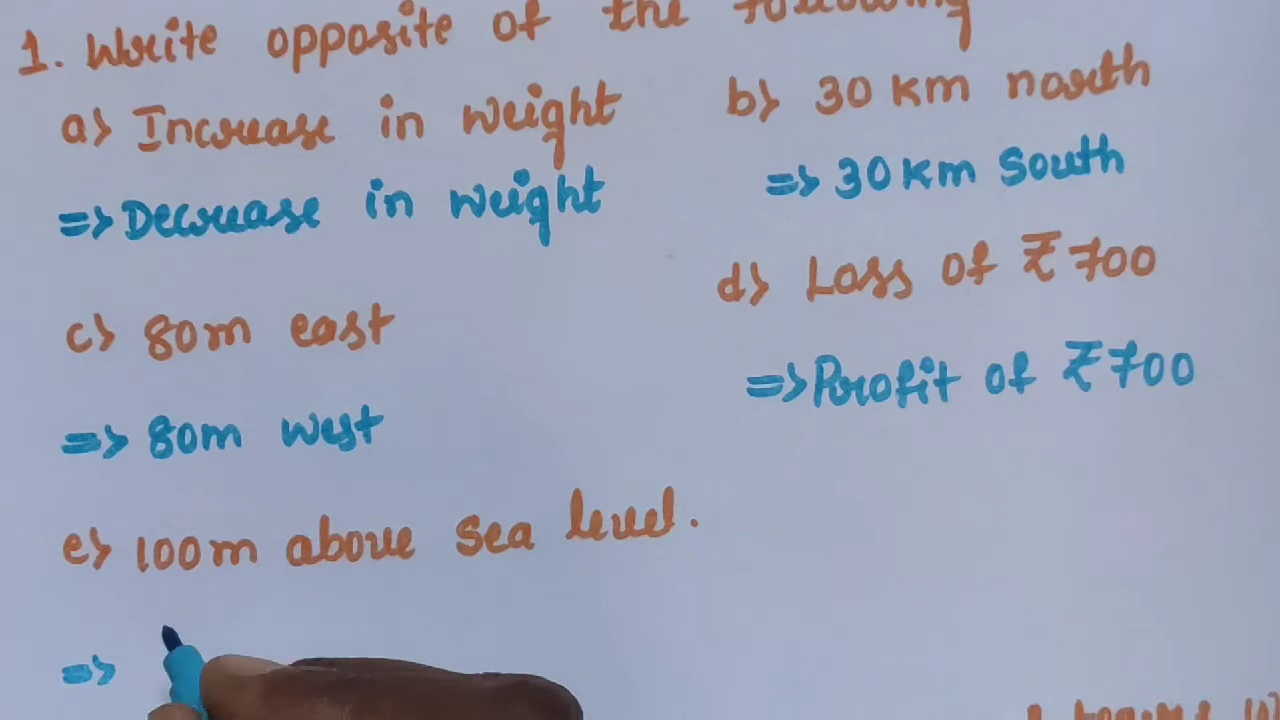 1. Write opposite of the following
a) Increase in weight
=> Decrease in weight
b) 30 km north
=> 30 km south
c) 80m east
=> 80m west
d) Loss of ₹700
=> Profit of ₹700
e) 100m above sea level.
=>